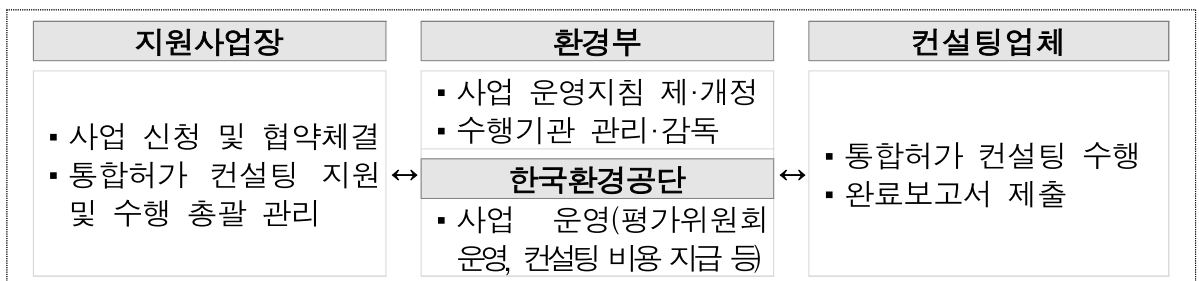 지원사업장
▪ 사업 신청 및 협약체결
▪ 통합허가 컨설팅 지원
및 수행 총괄 관리
↔
환경부
▪ 사업 운영지침 제·개정
▪ 수행기관 관리·감독
한국환경공단
▪ 사업 운영(평가위원회
운영, 컨설팅 비용 지급 등)
↔
컨설팅업체
▪ 통합허가 컨설팅 수행
▪ 완료보고서 제출